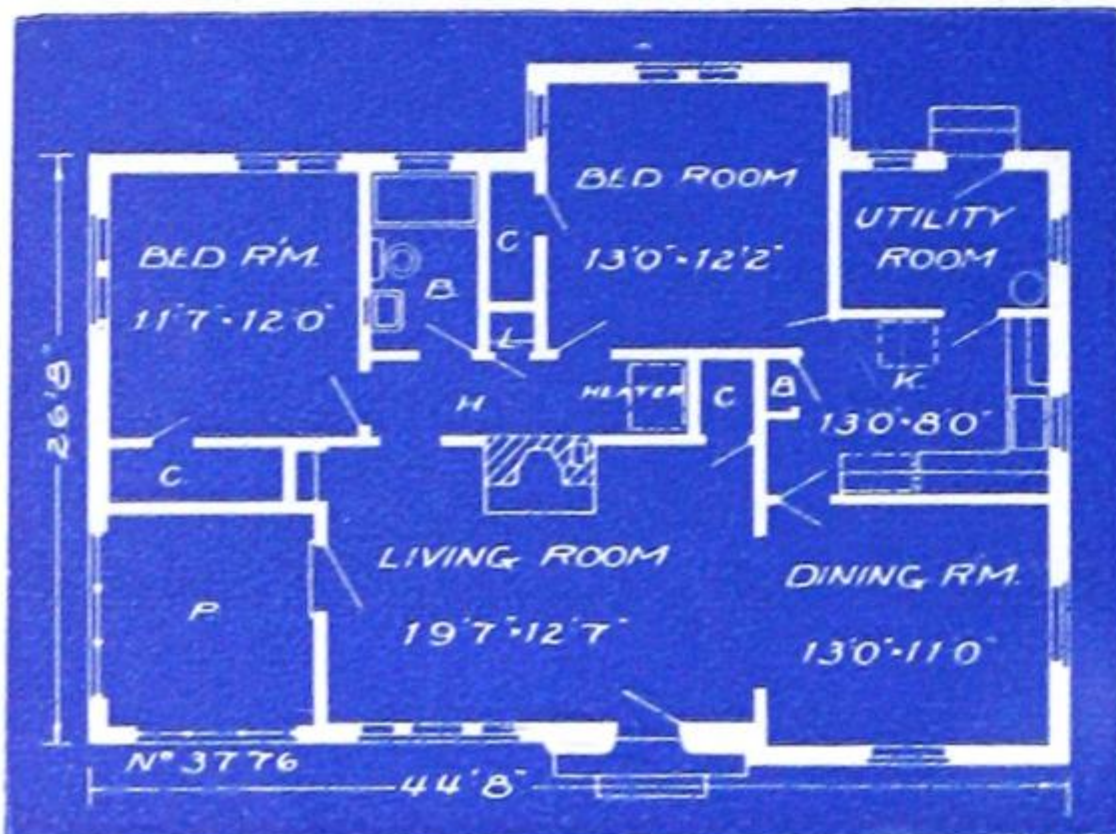 BED ROOM
13'0"-12'2"
UTILITY
ROOM
BED R'M.
11'7"-12'0"
B.
C.
L
H
HEATER
C
B
K.
13'0"-8'0"
26'8"
C.
P.
LIVING ROOM
19'7"-12'7"
DINING R'M.
13'0"-11'0"
Nº 3776
44'8"